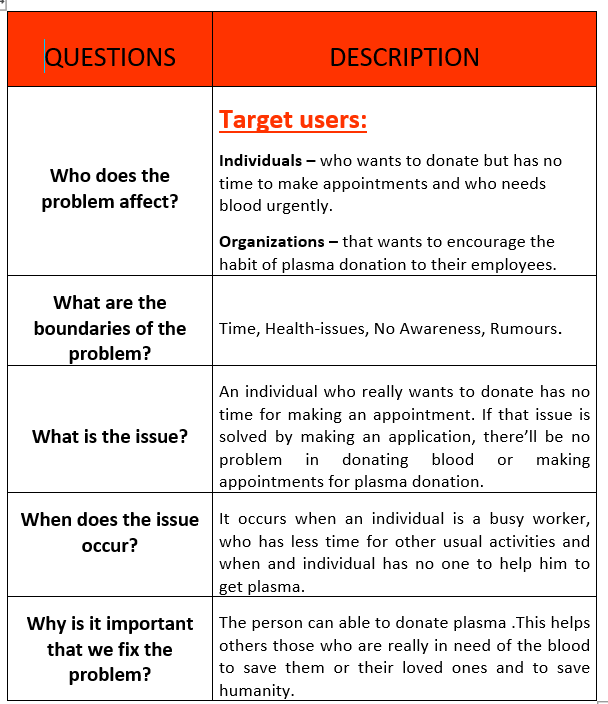 QUESTIONS
DESCRIPTION
Who does the
problem affect?
Target users:
Individuals – who wants to donate but has no
time to make appointments and who needs
blood urgently.
Organizations – that wants to encourage the
habit of plasma donation to their employees.
What are the
boundaries of the
problem?
Time, Health-issues, No Awareness, Rumours.
What is the issue?
An individual who really wants to donate has no
time for making an appointment. If that issue is
solved by making an application, there’ll be no
problem in donating blood or making
appointments for plasma donation.
When does the issue
occur?
It occurs when an individual is a busy worker,
who has less time for other usual activities and
when and individual has no one to help him to
get plasma.
Why is it important
that we fix the
problem?
The person can able to donate plasma .This helps
others those who are really in need of the blood
to save them or their loved ones and to save
humanity.